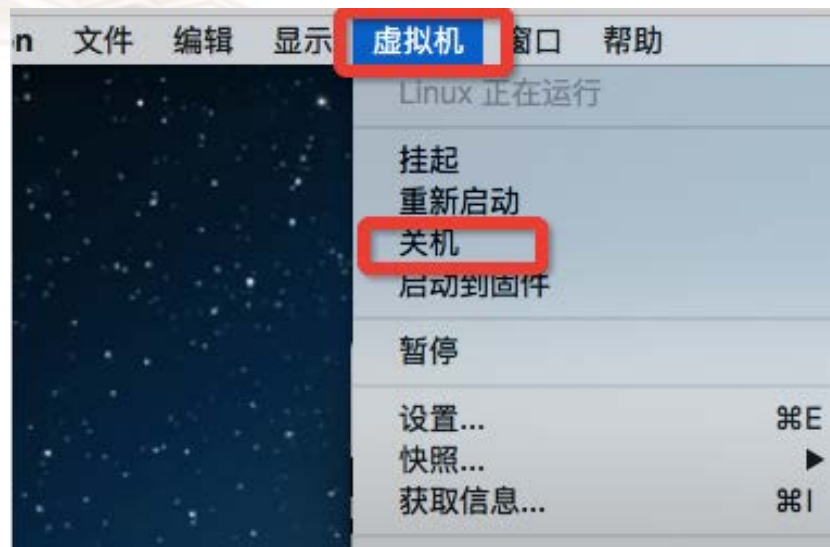 n 文件 编辑 显示 虚拟机 窗口 帮助
Linux 正在运行
挂起
重新启动
关机
启动到固件
暂停
设置... ⌘E
快照... ▶
获取信息... ⌘I